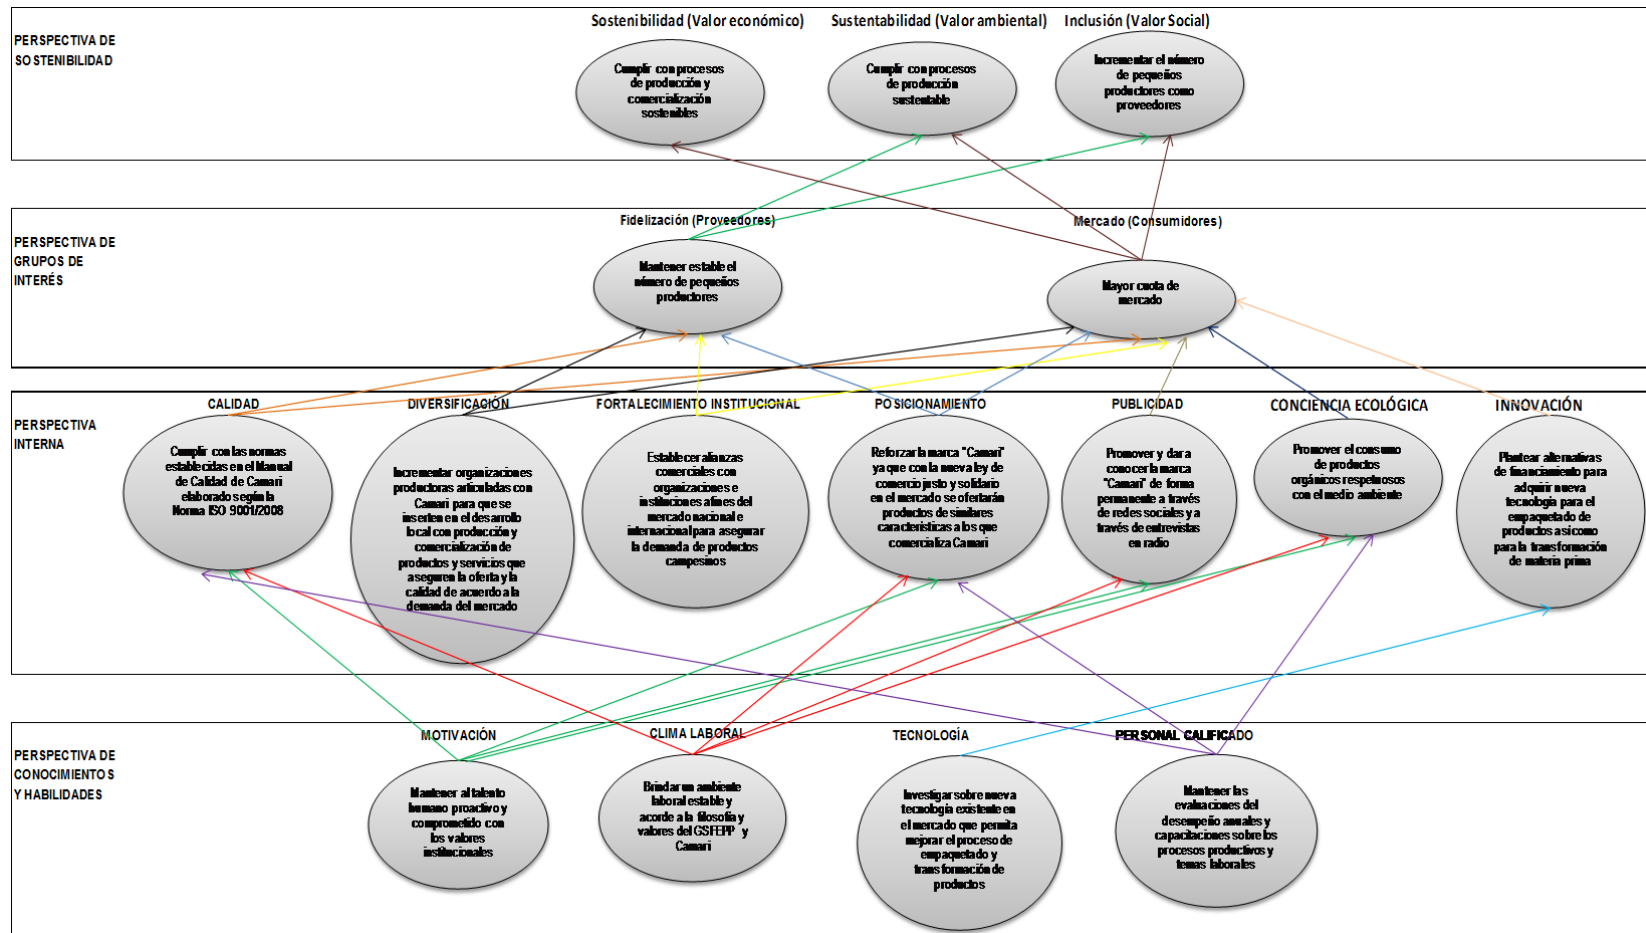 Sostenibilidad (Valor económico)
Sustentabilidad (Valor ambiental)
Inclusión (Valor Social)
PERSPECTIVA DE
SOSTENIBILIDAD
Cumplir con procesos
de producción y
comercialización
sostenibles
Cumplir con procesos
de producción
sustentable
Incrementar el número
de pequeños
productores como
proveedores
Fidelización (Proveedores)
Mercado (Consumidores)
PERSPECTIVA DE
GRUPOS DE
INTERÉS
Mantener estable el
número de pequeños
productores
Mayor cuota de
mercado
CALIDAD
DIVERSIFICACIÓN
FORTALECIMIENTO INSTITUCIONAL
POSICIONAMIENTO
PUBLICIDAD
CONCIENCIA ECOLÓGICA
INNOVACIÓN
PERSPECTIVA
INTERNA
Cumplir con las normas
establecidas en el Manual
de Calidad de Camari
elaborado según la
Norma ISO 9001/2008
Incrementar organizaciones
productoras articuladas con
Camari para que se
inserten en el desarrollo
local con producción y
comercialización de
productos y servicios que
aseguren la oferta y la
calidad de acuerdo a la
demanda del mercado
Establecer alianzas
comerciales con
organizaciones e
instituciones afines del
mercado nacional e
internacional para asegurar
la demanda de productos
campesinos
Reforzar la marca "Camari"
ya que con la nueva ley de
comercio justo y solidario
en el mercado se ofertarán
productos de similares
características a los que
comercializa Camari
Promover y dar a
conocer la marca
"Camari" de forma
permanente a través
de redes sociales y a
través de entrevistas
en radio
Promover el consumo
de productos
orgánicos respetuosos
con el medio ambiente
Plantear alternativas
de financiamiento para
adquirir nueva
tecnología para el
empaquetado de
productos asi como
para la transformación
de materia prima
MOTIVACIÓN
CLIMA LABORAL
TECNOLOGÍA
PERSONAL CALIFICADO
PERSPECTIVA DE
CONOCIMIENTOS
Y HABILIDADES
Mantener al talento
humano proactivo y
comprometido con
los valores
institucionales
Brindar un ambiente
laboral estable y
acorde a la filosofía y
valores del GSFEPP y
Camari
Investigar sobre nueva
tecnología existente en
el mercado que permita
mejorar el proceso de
empaquetado y
transformación de
productos
Mantener las
evaluaciones del
desempeño anuales y
capacitaciones sobre los
procesos productivos y
temas laborales